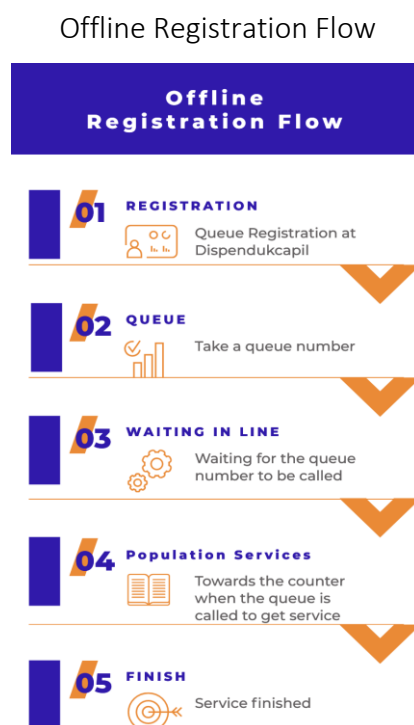 Offline Registration Flow
Offline
Registration Flow
01 REGISTRATION
Queue Registration at
Dispendukcapil
02 QUEUE
Take a queue number
03 WAITING IN LINE
Waiting for the queue
number to be called
04 Population Services
Towards the counter
when the queue is
called to get service
05 FINISH
Service finished